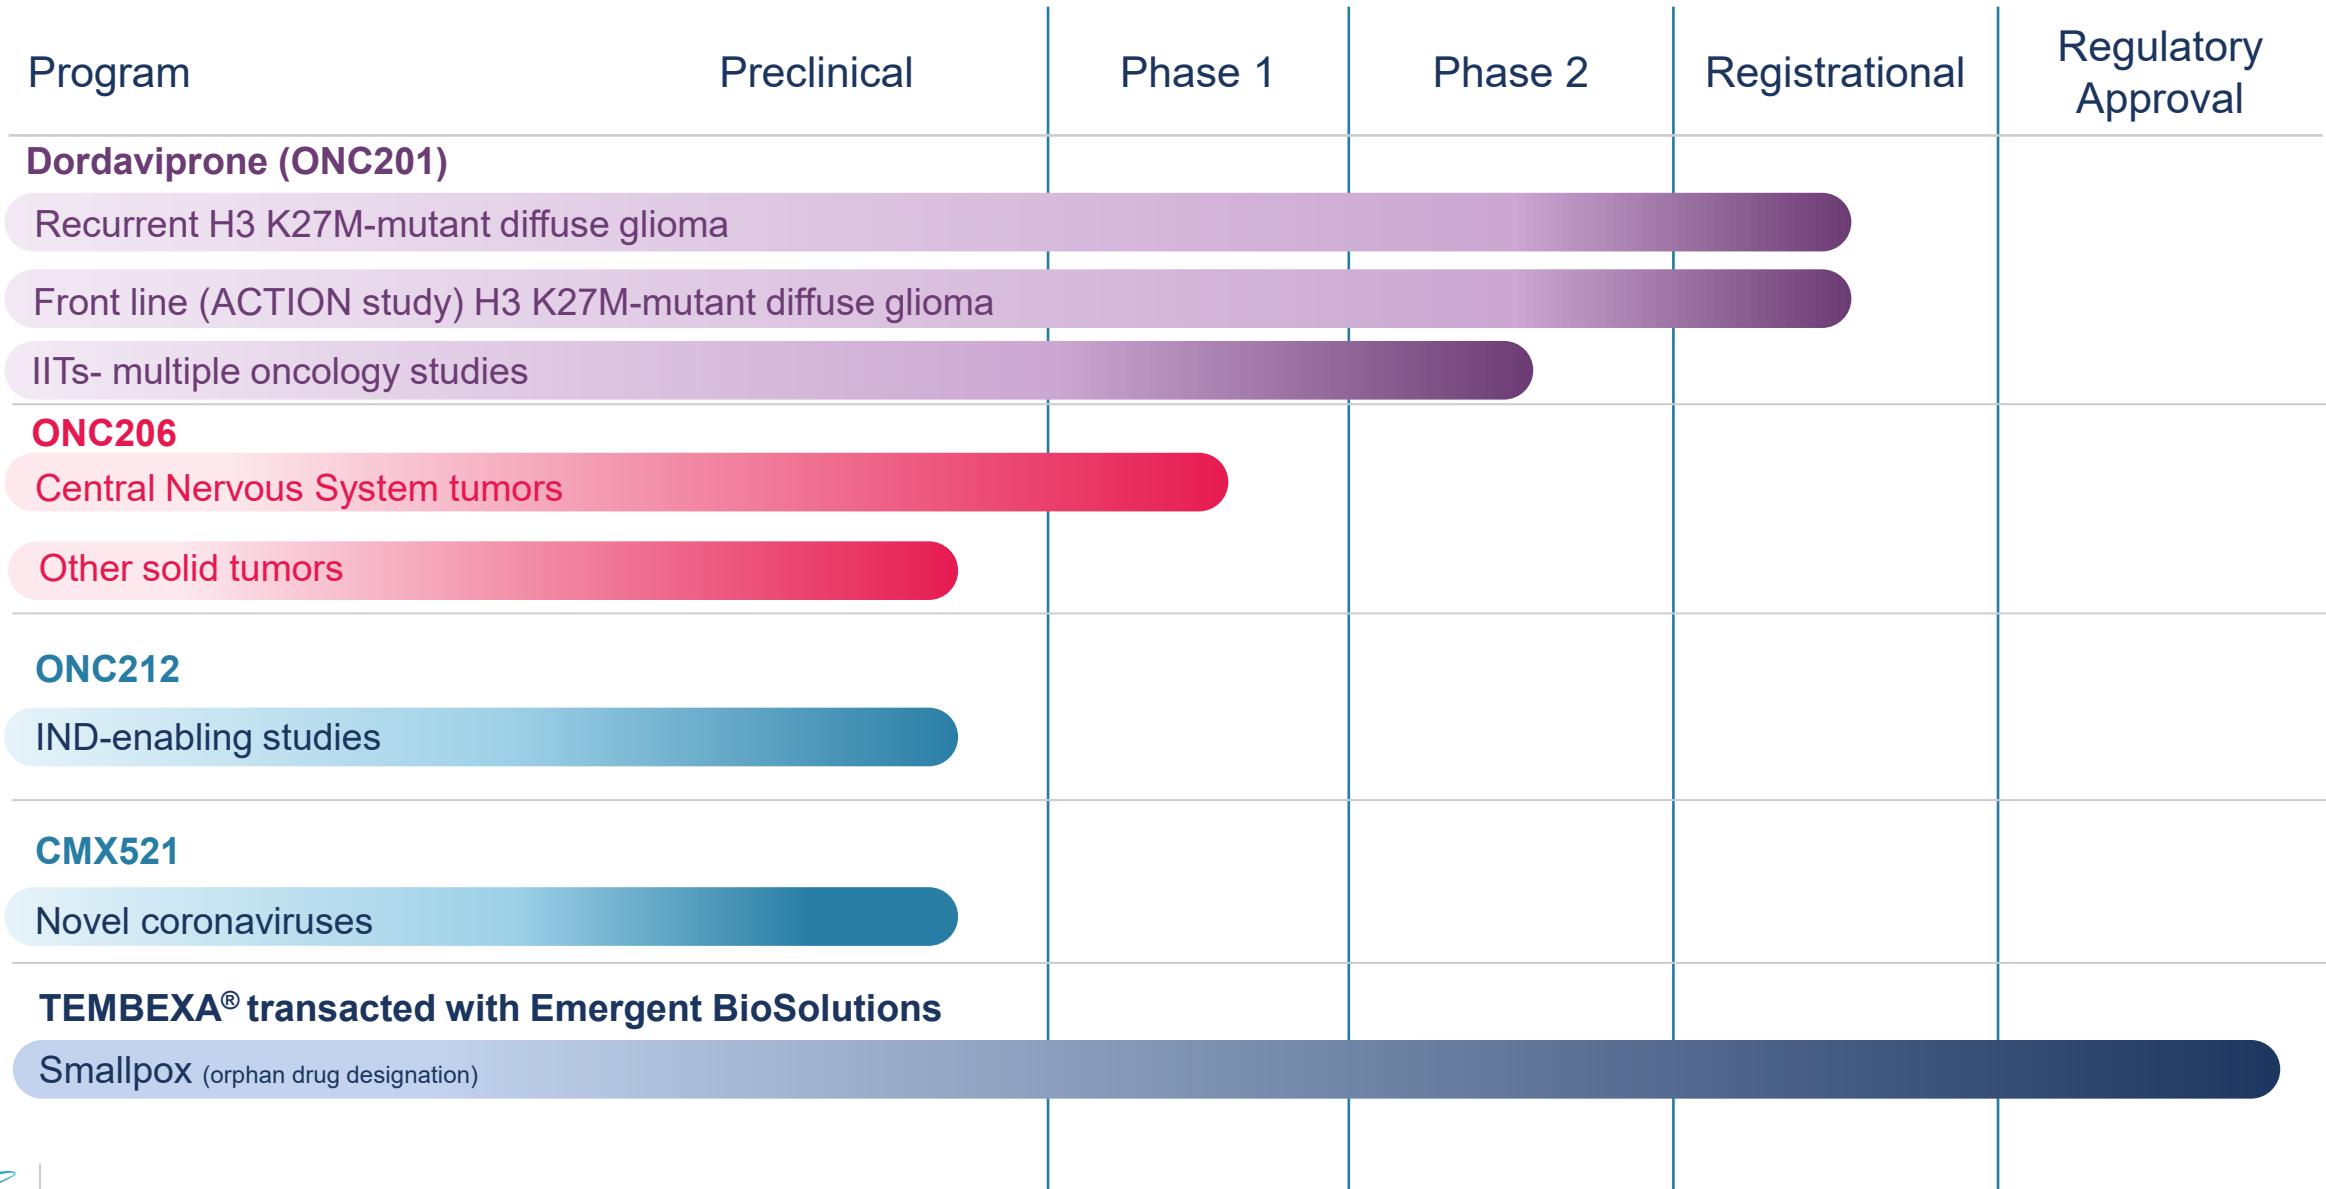 Program
Preclinical
Phase 1
Phase 2
Registrational
Regulatory
Approval
Dordaviprone (ONC201)
Recurrent H3 K27M-mutant diffuse glioma
Front line (ACTION study) H3 K27M-mutant diffuse glioma
IITs- multiple oncology studies
ONC206
Central Nervous System tumors
Other solid tumors
ONC212
IND-enabling studies
CMX521
Novel coronaviruses
TEMBEXA® transacted with Emergent BioSolutions
Smallpox (orphan drug designation)